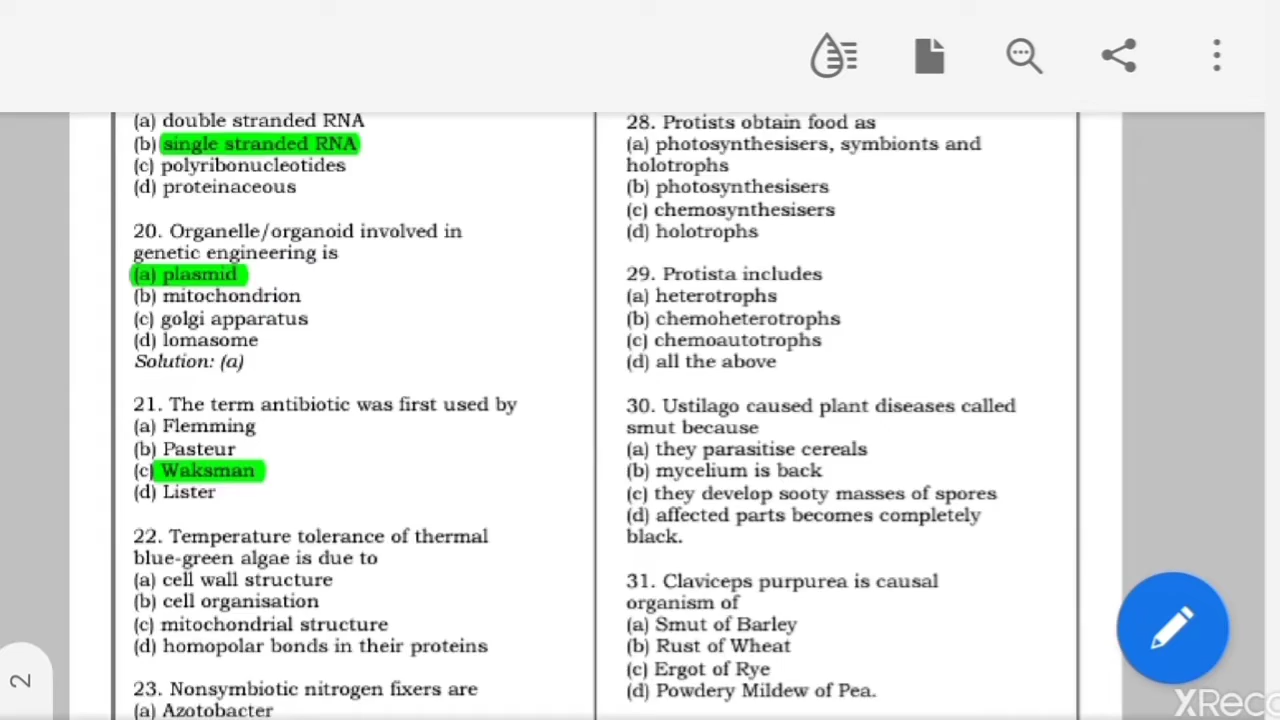 (a) double stranded RNA
(b) single stranded RNA
(c) polyribonucleotides
(d) proteinaceous
20. Organelle/organoid involved in
genetic engineering is
(a) plasmid
(b) mitochondrion
(c) golgi apparatus
(d) lomasome
Solution: (a)
21. The term antibiotic was first used by
(a) Flemming
(b) Pasteur
(c) Waksman
(d) Lister
22. Temperature tolerance of thermal
blue-green algae is due to
(a) cell wall structure
(b) cell organisation
(c) mitochondrial structure
(d) homopolar bonds in their proteins
23. Nonsymbiotic nitrogen fixers are
(a) Azotobacter
28. Protists obtain food as
(a) photosynthesisers, symbionts and
holotrophs
(b) photosynthesisers
(c) chemosynthesisers
(d) holotrophs
29. Protista includes
(a) heterotrophs
(b) chemoheterotrophs
(c) chemoautotrophs
(d) all the above
30. Ustilago caused plant diseases called
smut because
(a) they parasitise cereals
(b) mycelium is back
(c) they develop sooty masses of spores
(d) affected parts becomes completely
black.
31. Claviceps purpurea is causal
organism of
(a) Smut of Barley
(b) Rust of Wheat
(c) Ergot of Rye
(d) Powdery Mildew of Pea.
2
XReco